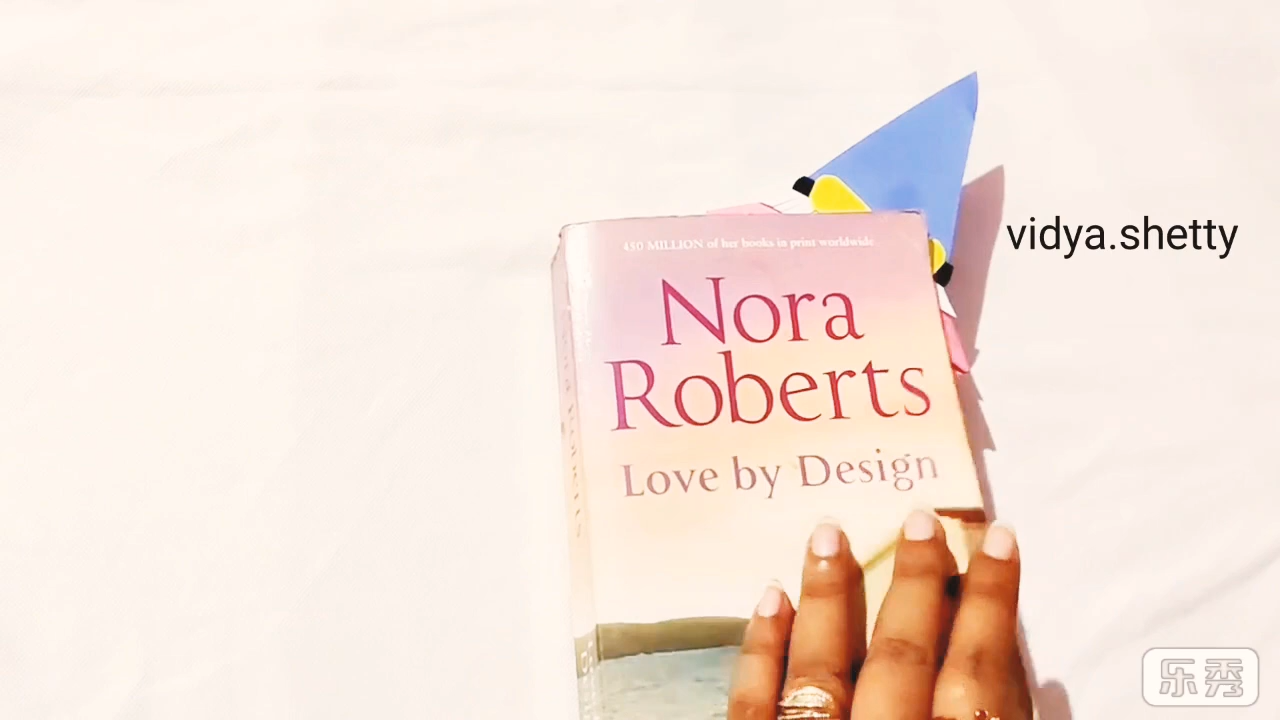 450 MILLION of her books in print worldwide
Nora
Roberts
Love by Design
vidya.shetty
乐秀